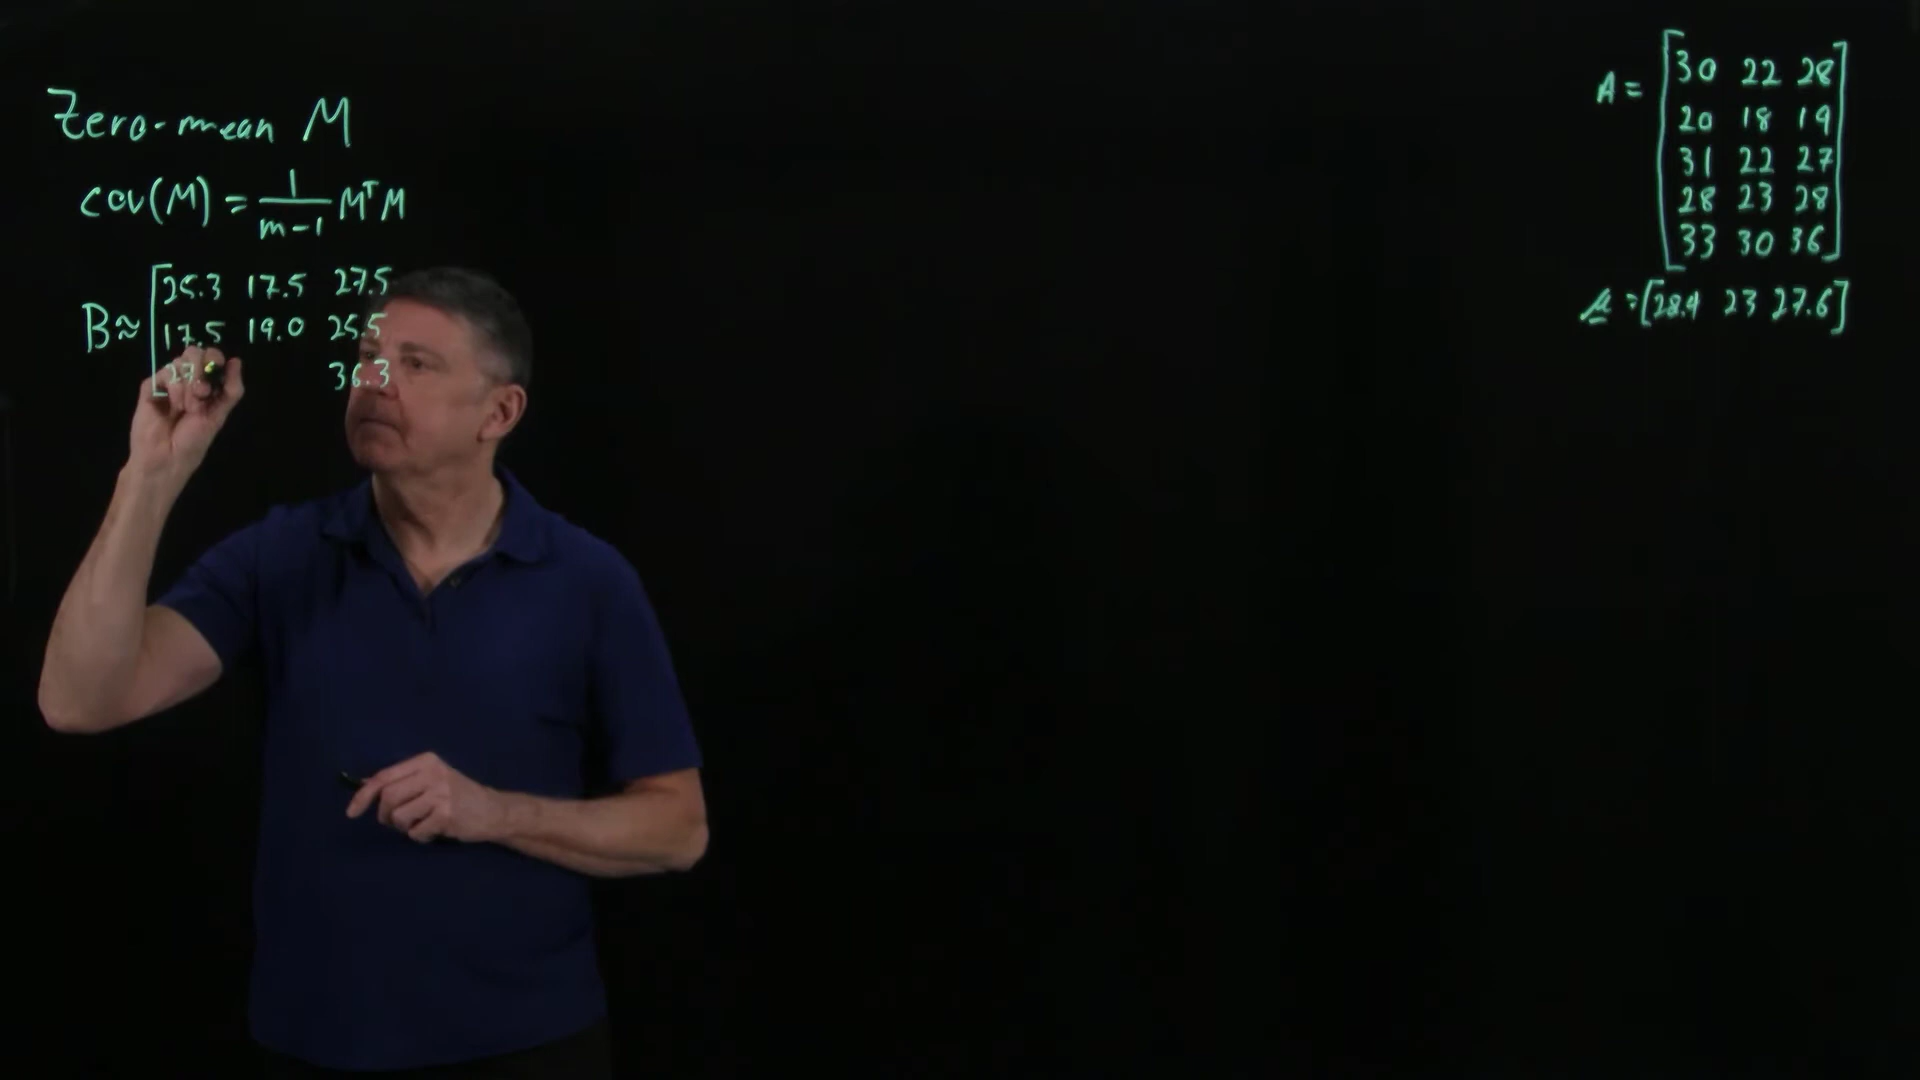 Zero-mean M
cov(M) = 1/(m-1) MᵀM
B≈ [25.3 17.5 27.5
17.5 19.0 25.5
27. 36.3
A = [30 22 28
20 18 19
31 22 27
28 23 28
33 30 36]
μ = [28.4 23 27.6]